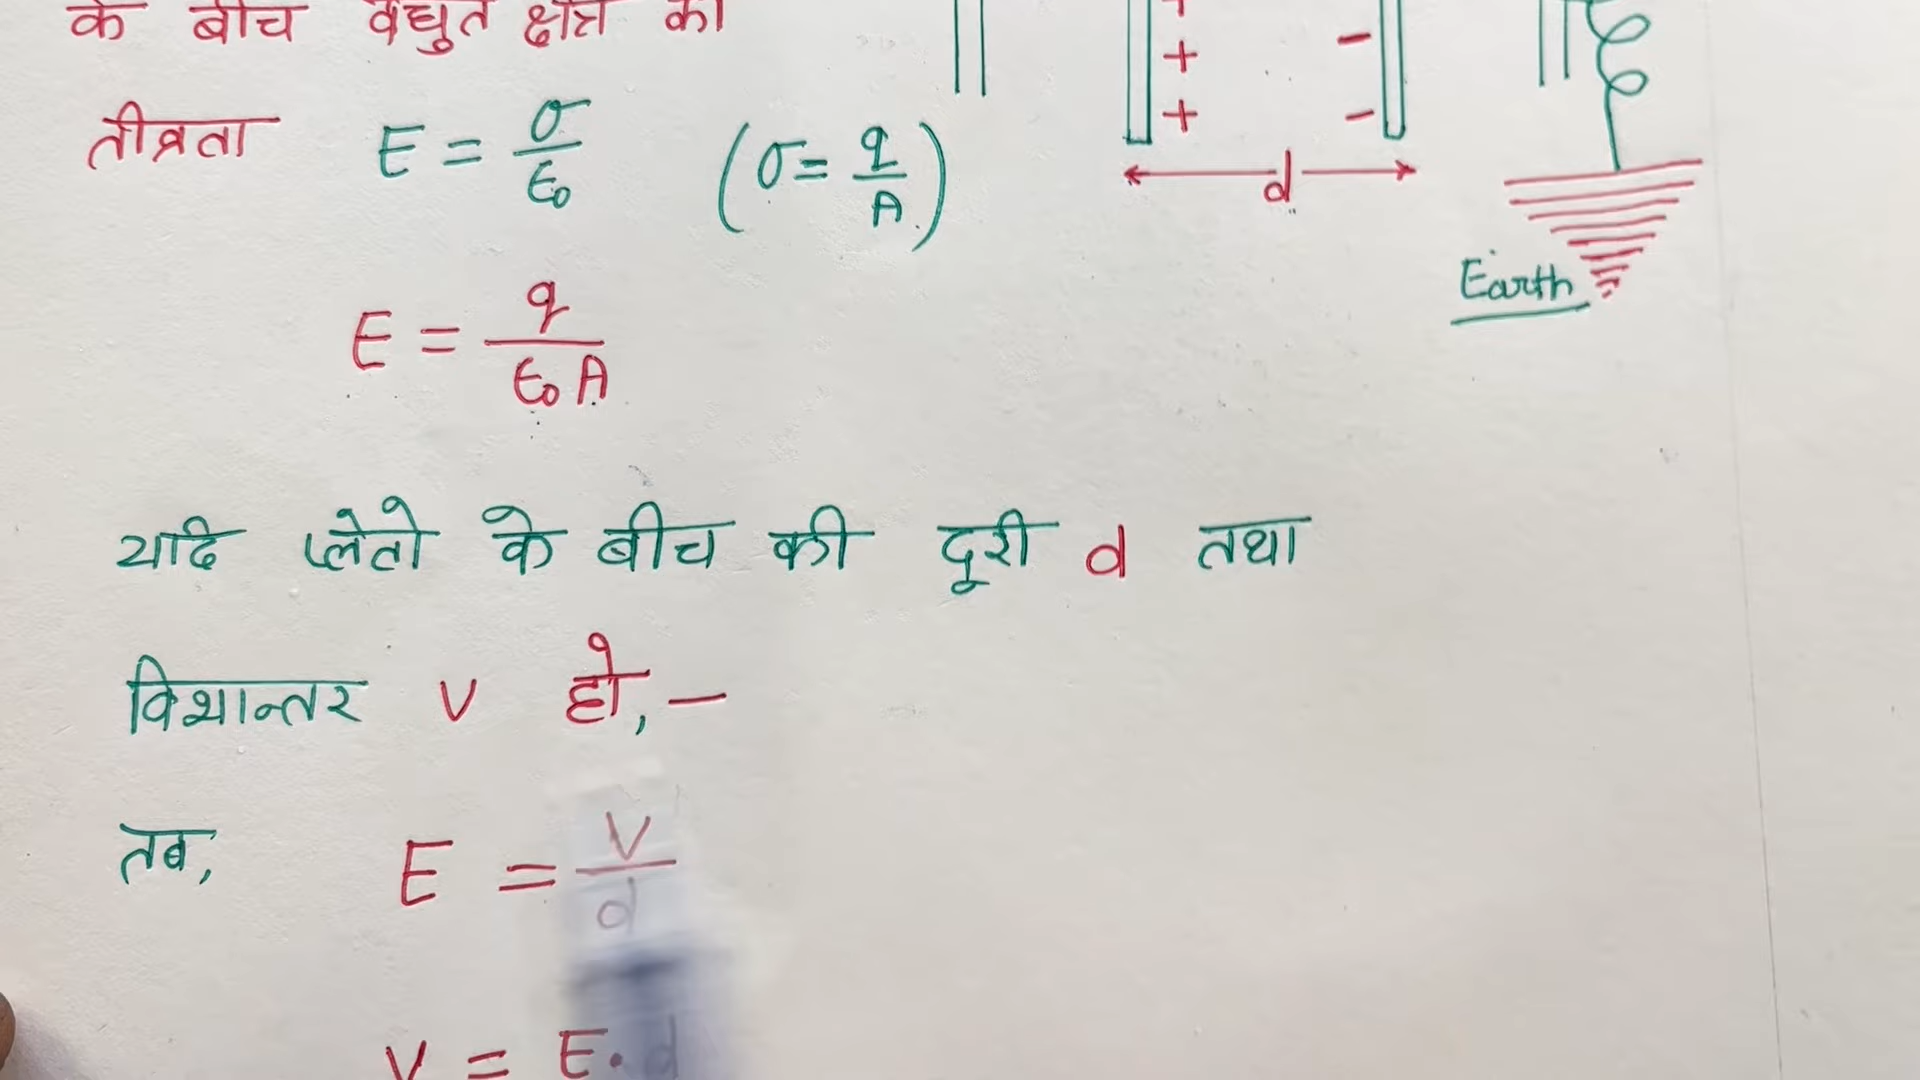 के बीच वैद्युत क्षेत्र की
तीव्रता E = σ/ε₀ (σ = q/A)
+ −
+ −
d
Earth
E = q/ε₀A
यदि प्लेतो के बीच की दूरी d तथा
विभान्तर V हो, –
तब, E = V/d
V = E.d